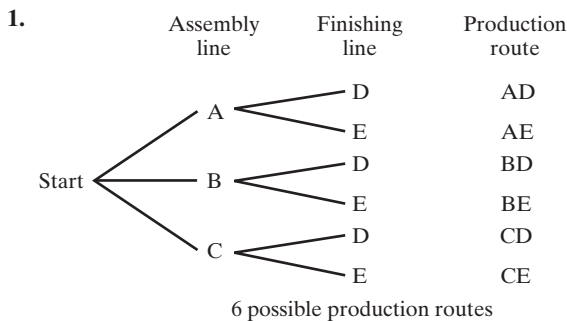 1.
Assembly line
Finishing line
Production route
Start
A
D
AD
E
AE
B
D
BD
E
BE
C
D
CD
E
CE
6 possible production routes